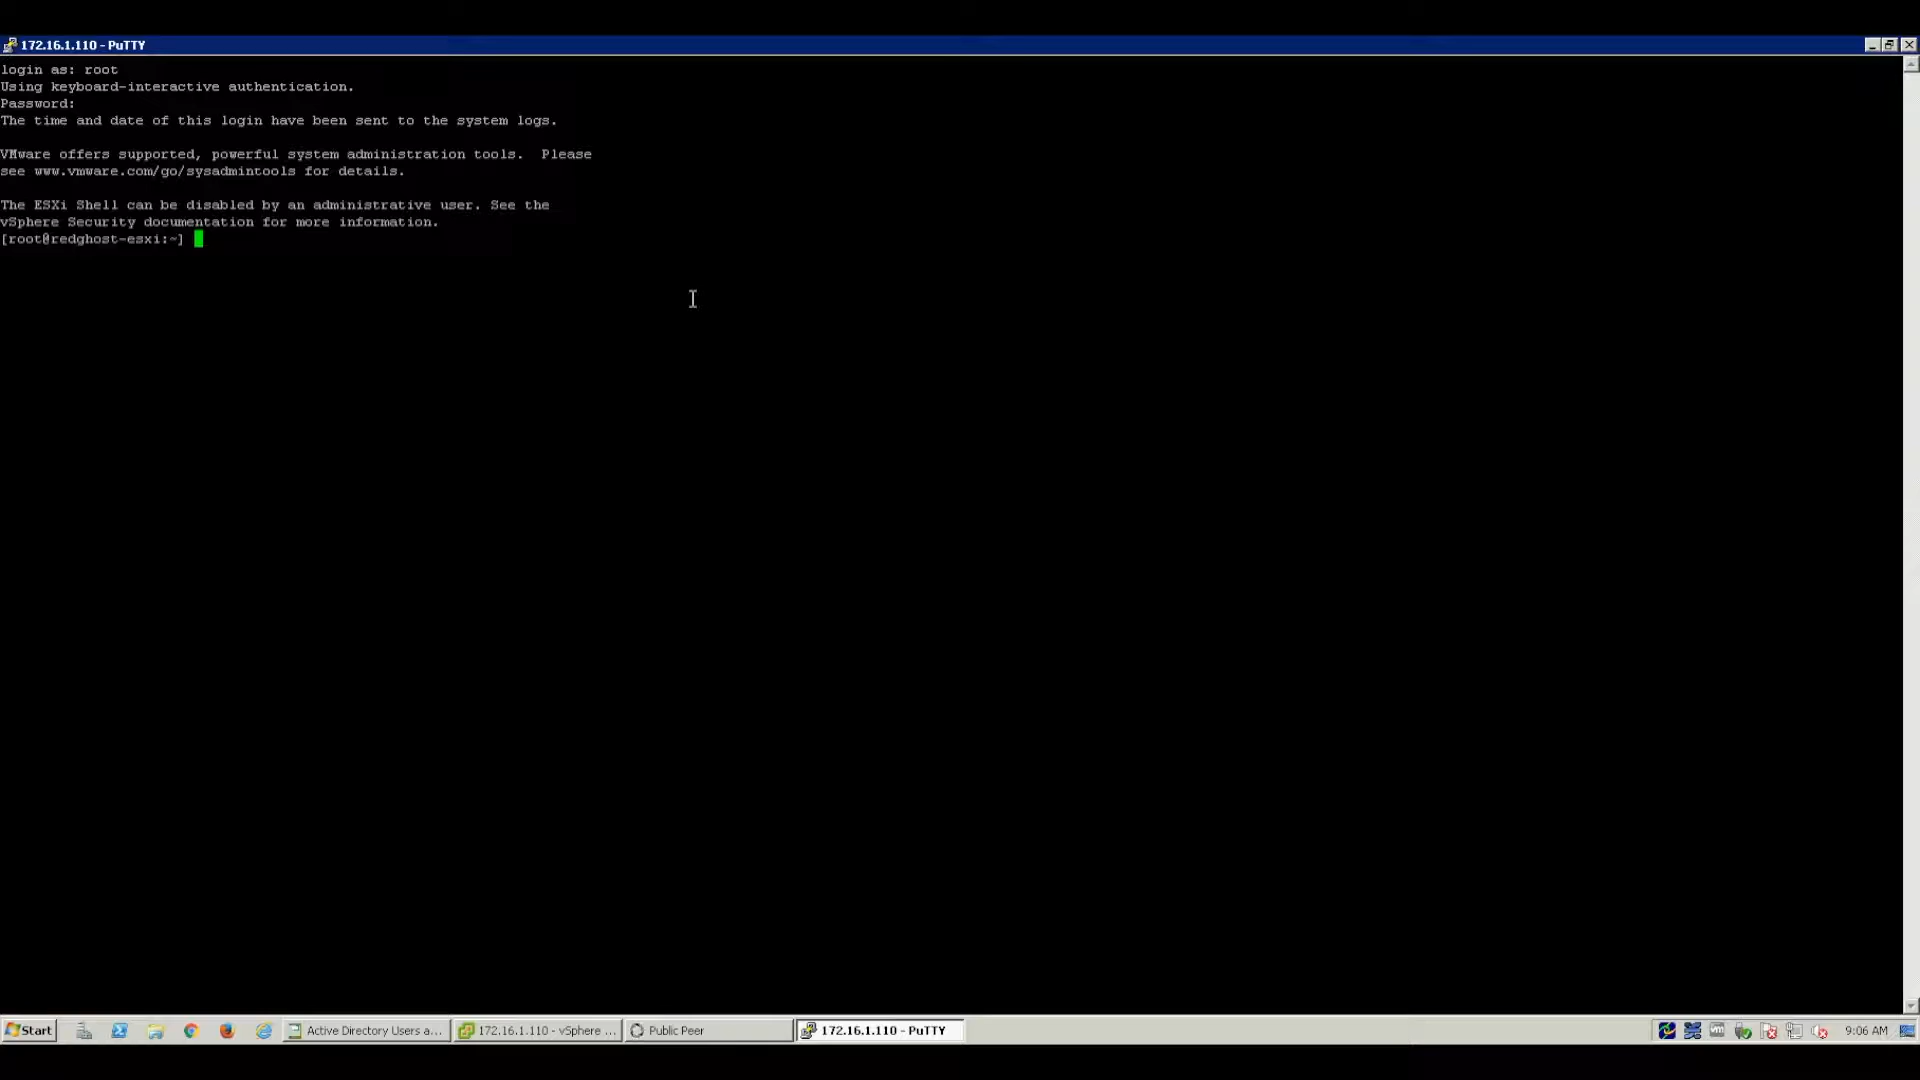 172.16.1.110 - PuTTY
login as: root
Using keyboard-interactive authentication.
Password:
The time and date of this login have been sent to the system logs.
VMware offers supported, powerful system administration tools.  Please
see www.vmware.com/go/sysadmintools for details.
The ESXi Shell can be disabled by an administrative user. See the
vSphere Security documentation for more information.
[root@redghost-esxi:~]
Start Active Directory Users a... 172.16.1.110 - vSphere ... Public Peer 172.16.1.110 - PuTTY 9:06 AM